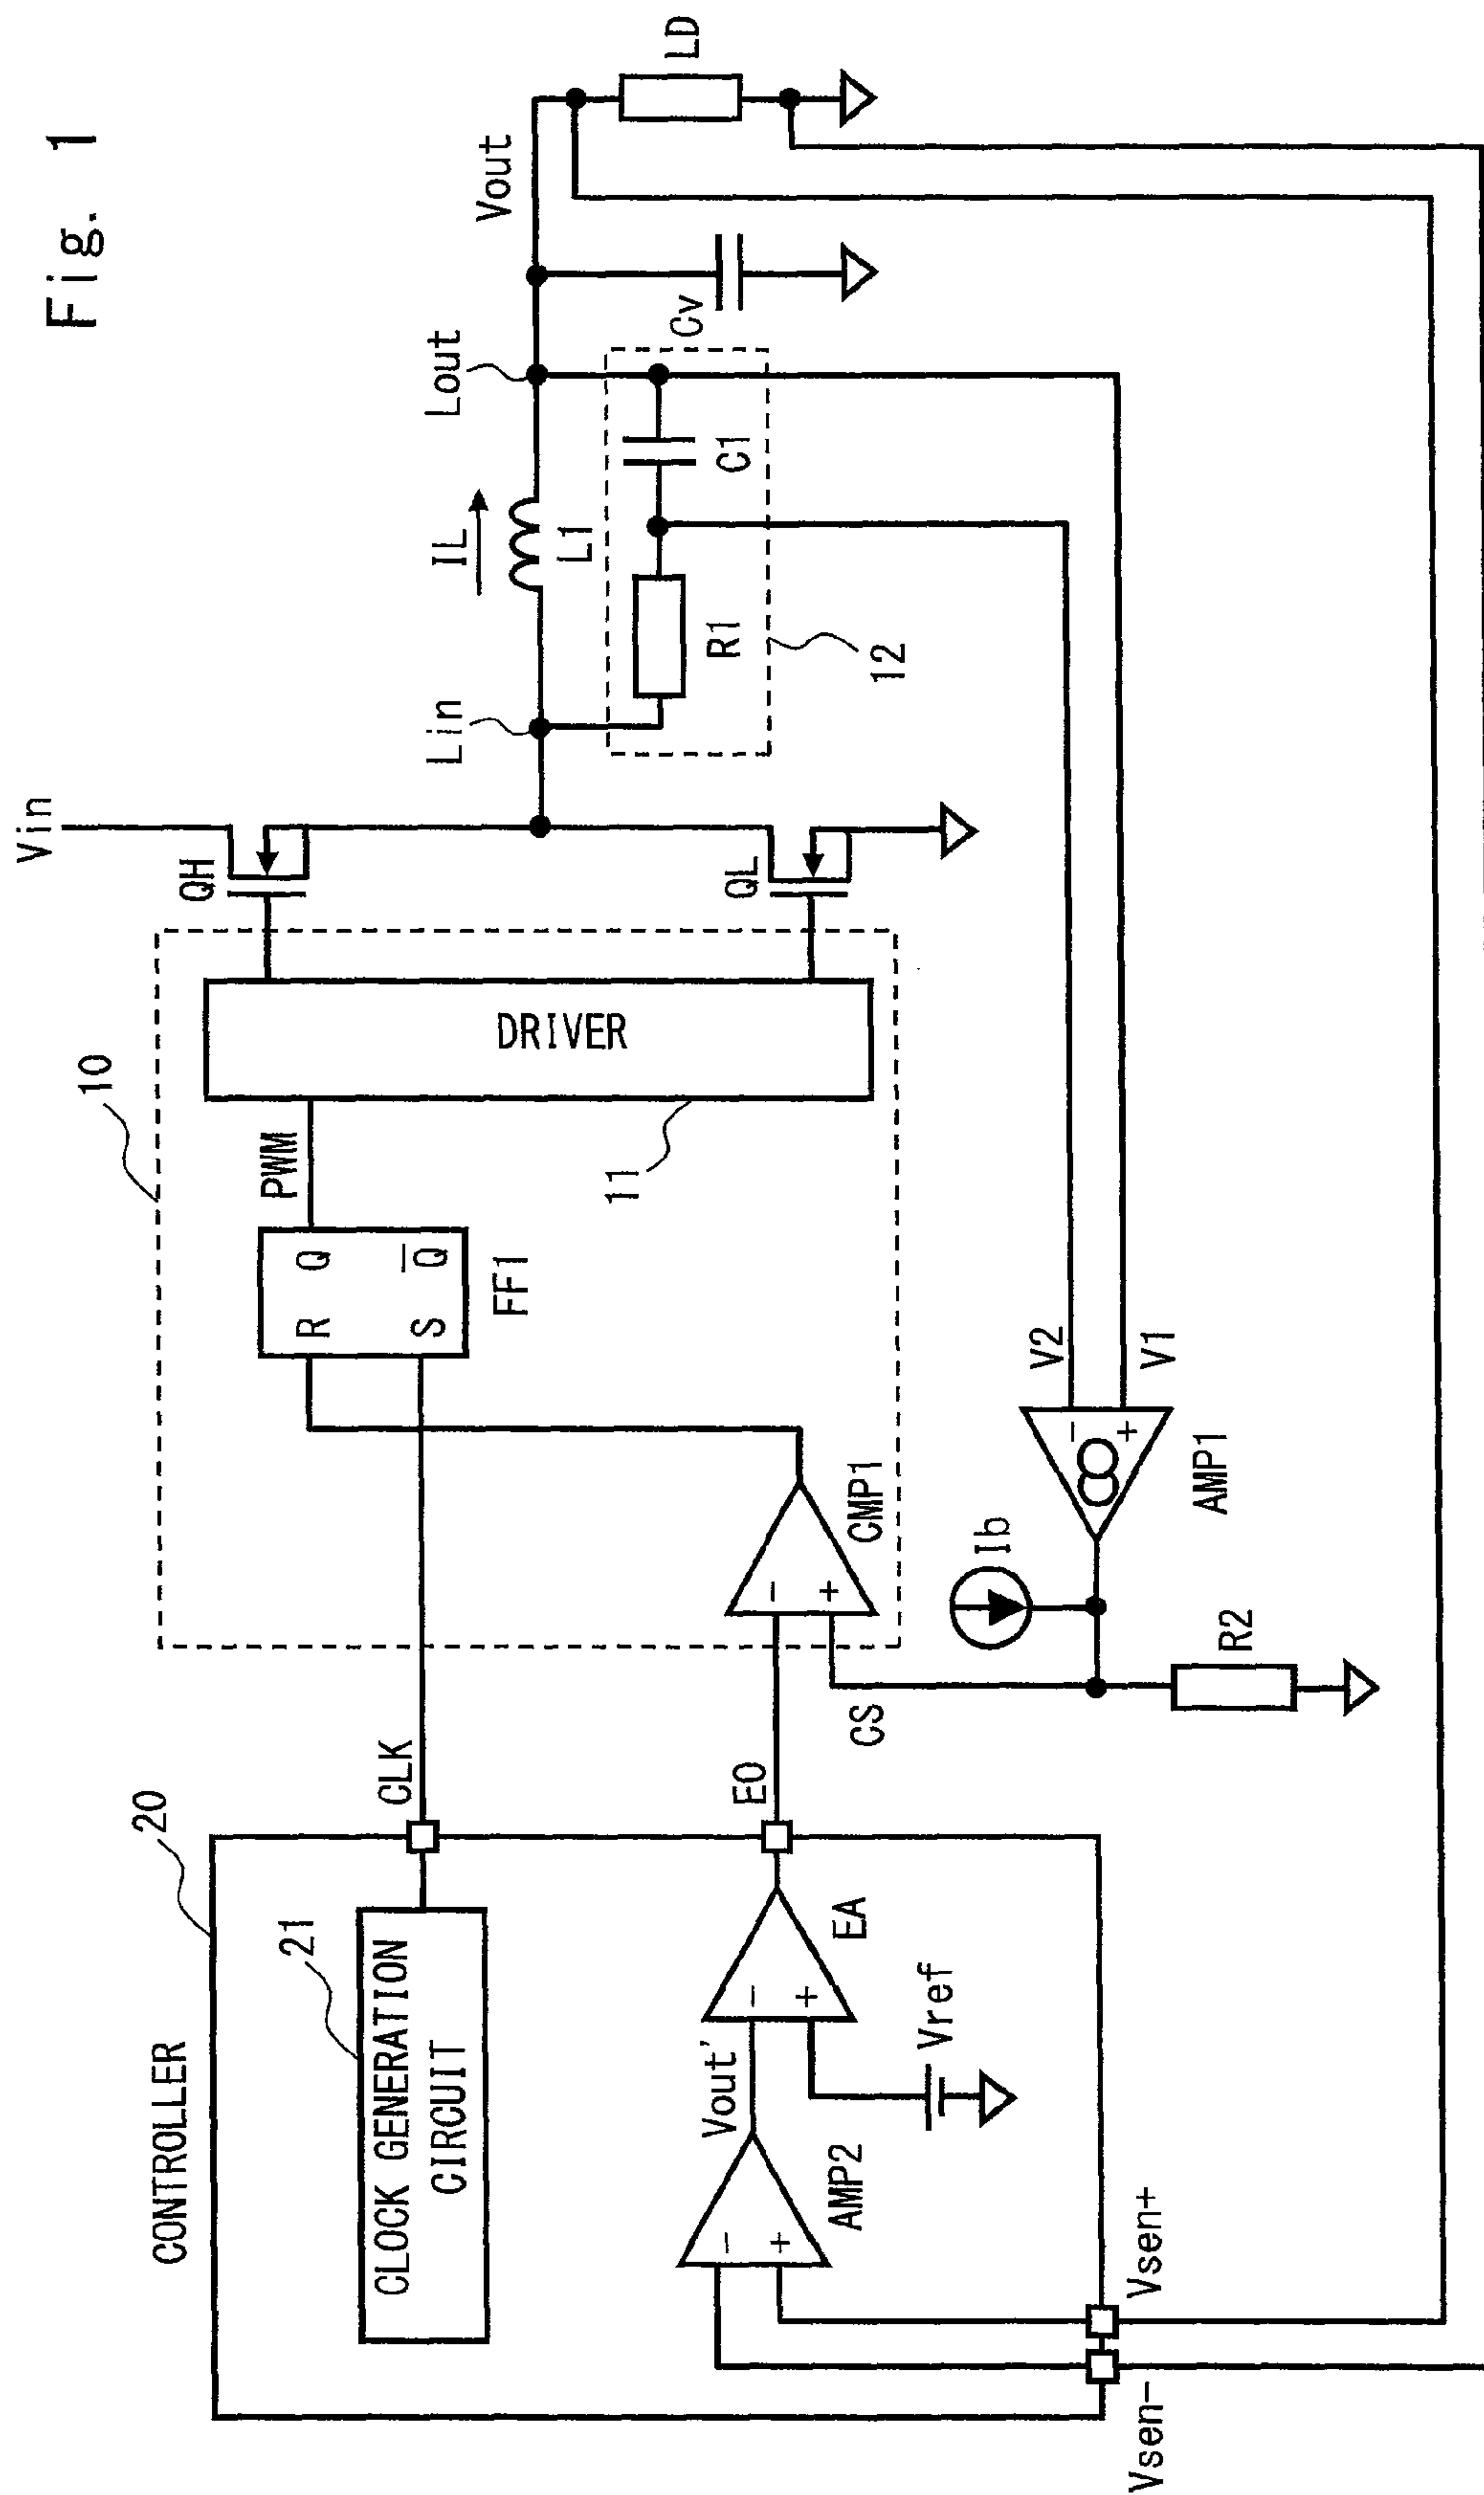 Fig. 1
Vin
QH
QL
Lin
IL
L1
Lout
Vout
LD
R1
C1
Cv
12
10
DRIVER
11
PWM
R Q
S Q
FF1
CMP1
-
+
CLK
EO
CS
Ib
R2
V2
V1
-
+
AMP1
20
CONTROLLER
21
CLOCK GENERATION
CIRCUIT
Vout'
EA
-
+
Vref
AMP2
-
+
Vsen+
Vsen-